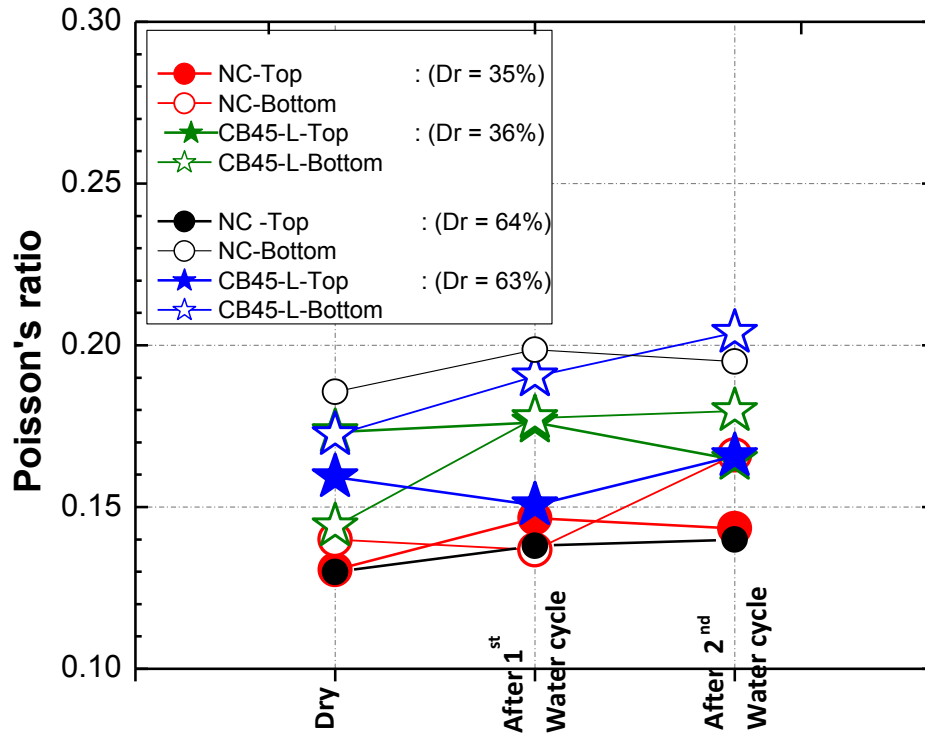 0.30
0.25
0.20
0.15
0.10
Poisson's ratio
NC-Top : (Dr = 35%)
NC-Bottom
CB45-L-Top : (Dr = 36%)
CB45-L-Bottom
NC -Top : (Dr = 64%)
NC-Bottom
CB45-L-Top : (Dr = 63%)
CB45-L-Bottom
Dry
After 1st
Water cycle
After 2nd
Water cycle